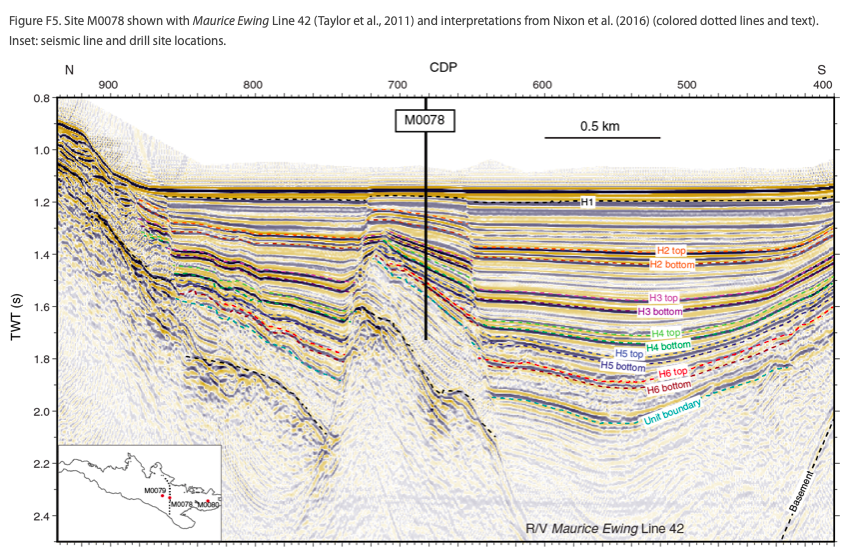 Figure F5. Site M0078 shown with Maurice Ewing Line 42 (Taylor et al., 2011) and interpretations from Nixon et al. (2016) (colored dotted lines and text).
Inset: seismic line and drill site locations.
N CDP S
900 800 700 600 500 400
0.8
M0078
0.5 km
1.0
1.2
H1
H2 top
1.4
H2 bottom
H3 top
1.6
H3 bottom
TWT (s)
H4 top
H4 bottom
H5 top
1.8
H5 bottom
H6 top
H6 bottom
2.0
Unit boundary
2.2
M0079
M0078 M0080
2.4
Basement
R/V Maurice Ewing Line 42